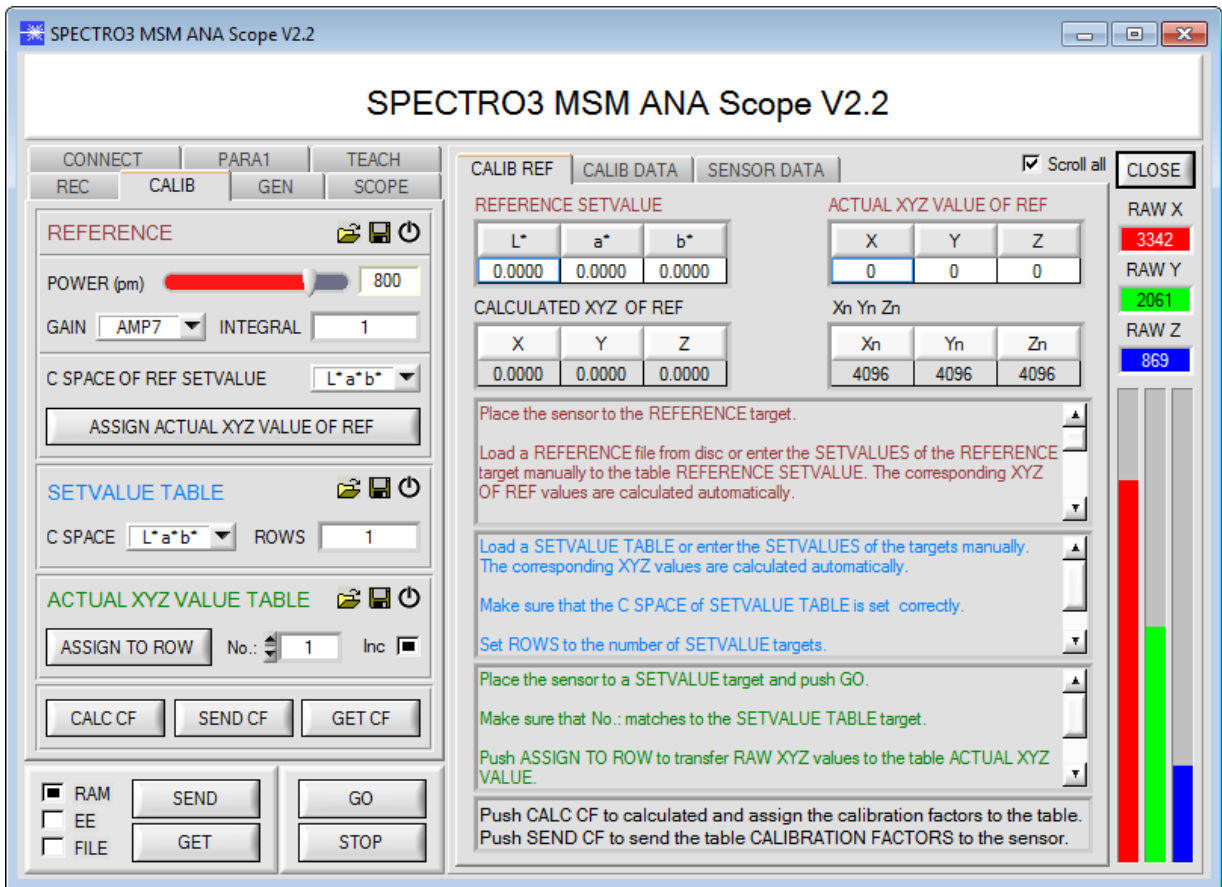 SPECTRO3 MSM ANA Scope V2.2
SPECTRO3 MSM ANA Scope V2.2
CONNECT PARA1 TEACH
REC CALIB GEN SCOPE
REFERENCE
POWER (pm) 800
GAIN AMP7 INTEGRAL 1
C SPACE OF REF SETVALUE L*a*b*
ASSIGN ACTUAL XYZ VALUE OF REF
SETVALUE TABLE
C SPACE L*a*b* ROWS 1
ACTUAL XYZ VALUE TABLE
ASSIGN TO ROW No.: 1 Inc
CALC CF SEND CF GET CF
RAM SEND GO
EE
FILE GET STOP
CALIB REF CALIB DATA SENSOR DATA Scroll all
REFERENCE SETVALUE
L* a* b*
0.0000 0.0000 0.0000
ACTUAL XYZ VALUE OF REF
X Y Z
0 0 0
CALCULATED XYZ OF REF
X Y Z
0.0000 0.0000 0.0000
Xn Yn Zn
Xn Yn Zn
4096 4096 4096
Place the sensor to the REFERENCE target.
Load a REFERENCE file from disc or enter the SETVALUES of the REFERENCE
target manually to the table REFERENCE SETVALUE. The corresponding XYZ
OF REF values are calculated automatically.
Load a SETVALUE TABLE or enter the SETVALUES of the targets manually.
The corresponding XYZ values are calculated automatically.
Make sure that the C SPACE of SETVALUE TABLE is set correctly.
Set ROWS to the number of SETVALUE targets.
Place the sensor to a SETVALUE target and push GO.
Make sure that No.: matches to the SETVALUE TABLE target.
Push ASSIGN TO ROW to transfer RAW XYZ values to the table ACTUAL XYZ
VALUE.
Push CALC CF to calculated and assign the calibration factors to the table.
Push SEND CF to send the table CALIBRATION FACTORS to the sensor.
CLOSE
RAW X
3342
RAW Y
2061
RAW Z
869